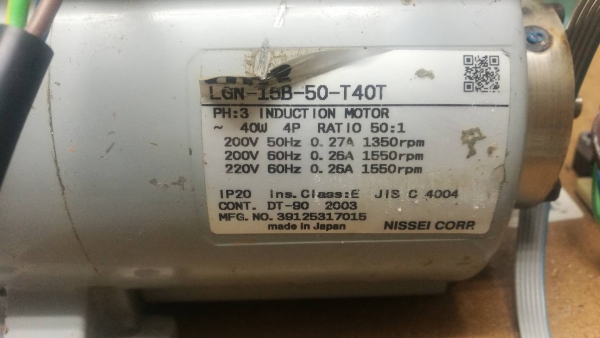 LGN-15B-50-T40T
PH:3 INDUCTION MOTOR
~ 40W 4P RATIO 50:1
200V 50Hz 0.27A 1350rpm
200V 60Hz 0.26A 1550rpm
220V 60Hz 0.26A 1550rpm
IP20 Ins.Class:E JIS C 4004
CONT. DT-90 2003
MFG.NO.39125317015
made in Japan NISSEI CORP.